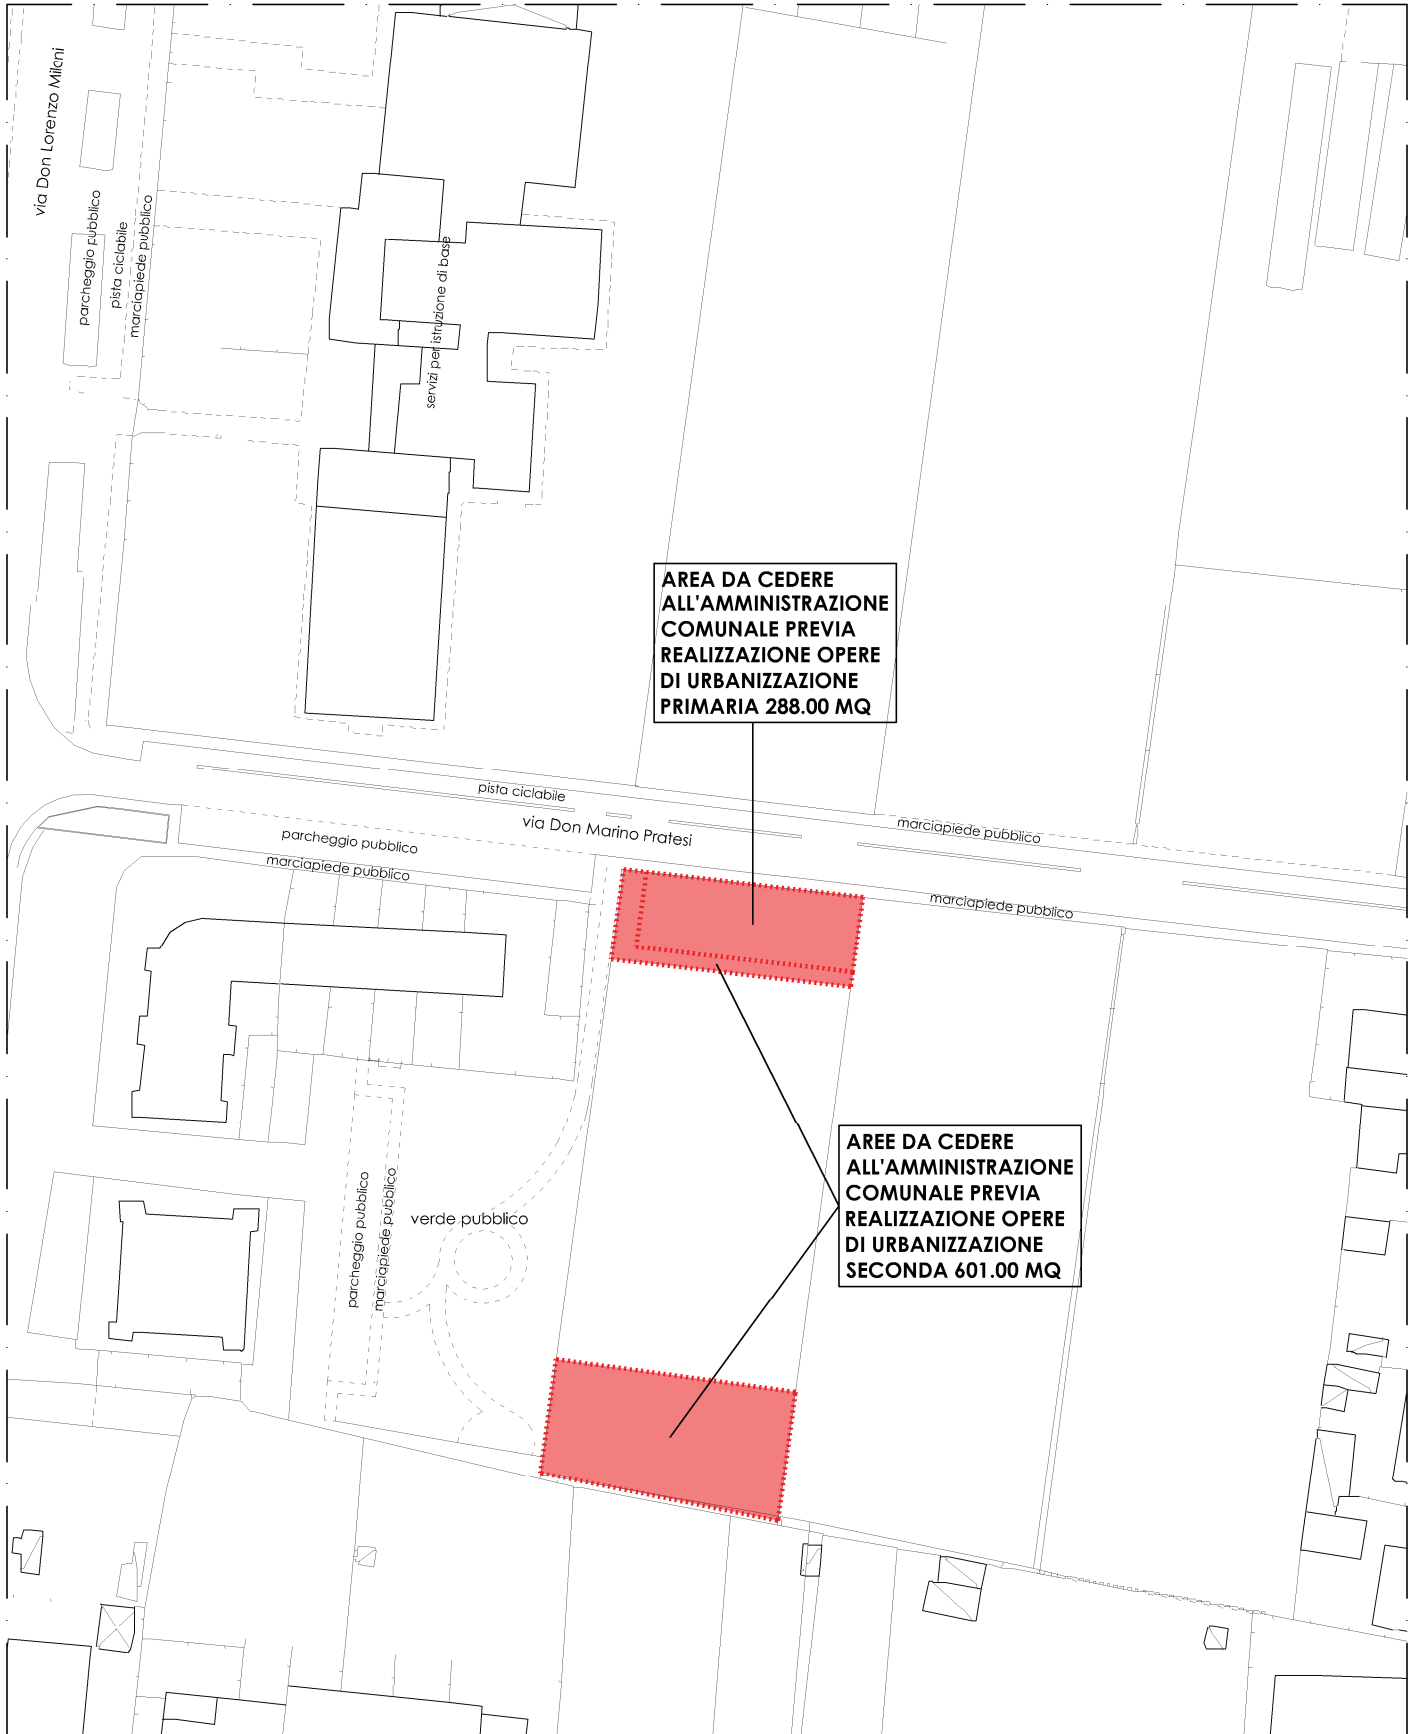 via Don Lorenzo Milani
parcheggio pubblico
pista ciclabile
marciapiede pubblico
servizi per istruzione di base
AREA DA CEDERE
ALL'AMMINISTRAZIONE
COMUNALE PREVIA
REALIZZAZIONE OPERE
DI URBANIZZAZIONE
PRIMARIA 288.00 MQ
pista ciclabile
via Don Marino Pratesi
marciapiede pubblico
parcheggio pubblico
marciapiede pubblico
marciapiede pubblico
AREE DA CEDERE
ALL'AMMINISTRAZIONE
COMUNALE PREVIA
REALIZZAZIONE OPERE
DI URBANIZZAZIONE
SECONDA 601.00 MQ
parcheggio pubblico
marciapiede pubblico
verde pubblico